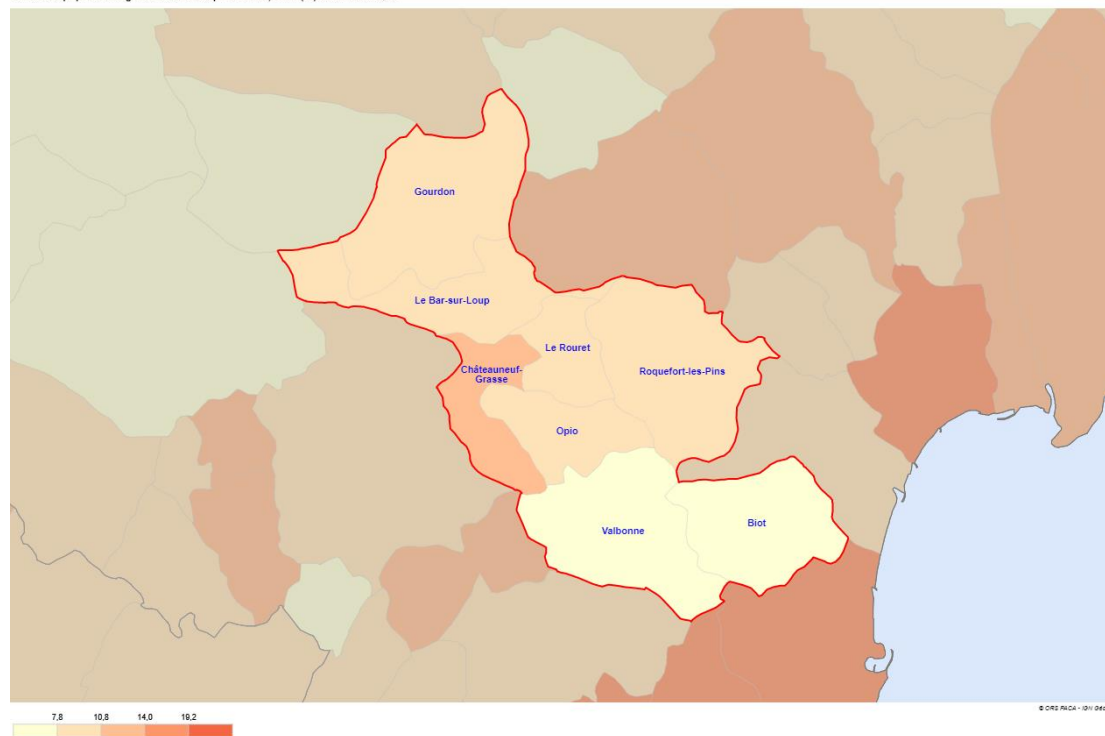 Gourdon
Le Bar-sur-Loup
Le Rouret
Châteauneuf-
Grasse
Roquefort-les-Pins
Opio
Valbonne
Biot
© ORS PACA - IGN Géo
7,8 10,8 14,0 19,2